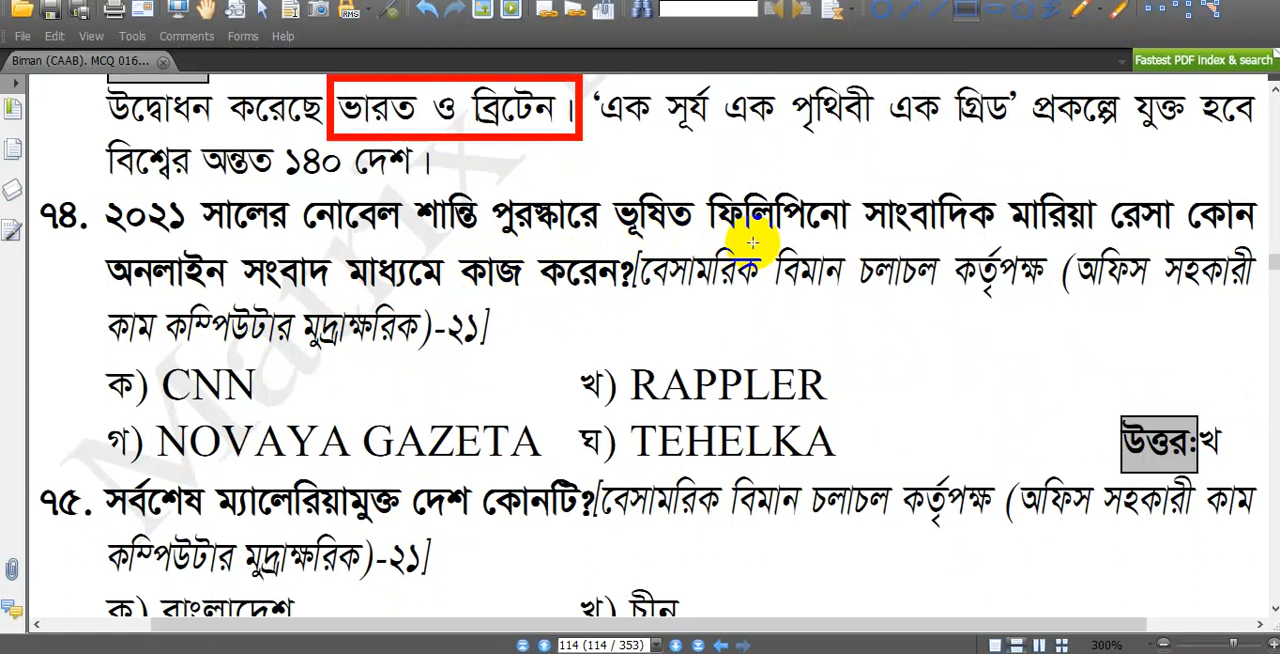 File Edit View Tools Comments Forms Help
Biman (CAAB). MCQ 016...
Fastest PDF Index & search
উদ্বোধন করেছে ভারত ও ব্রিটেন। ‘এক সূর্য এক পৃথিবী এক গ্রিড’ প্রকল্পে যুক্ত হবে
বিশ্বের অন্তত ১৪০ দেশ।
৭৪. ২০২১ সালের নোবেল শান্তি পুরস্কারে ভূষিত ফিলিপিনো সাংবাদিক মারিয়া রেসা কোন
অনলাইন সংবাদ মাধ্যমে কাজ করেন?[বেসামরিক বিমান চলাচল কর্তৃপক্ষ (অফিস সহকারী
কাম কম্পিউটার মুদ্রাক্ষরিক)-২১]
ক) CNN খ) RAPPLER
গ) NOVAYA GAZETA ঘ) TEHELKA উত্তর:খ
৭৫. সর্বশেষ ম্যালেরিয়ামুক্ত দেশ কোনটি?[বেসামরিক বিমান চলাচল কর্তৃপক্ষ (অফিস সহকারী কাম
কম্পিউটার মুদ্রাক্ষরিক)-২১]
ক) বাংলাদেশ খ) চীন
114 (114 / 353) 300%